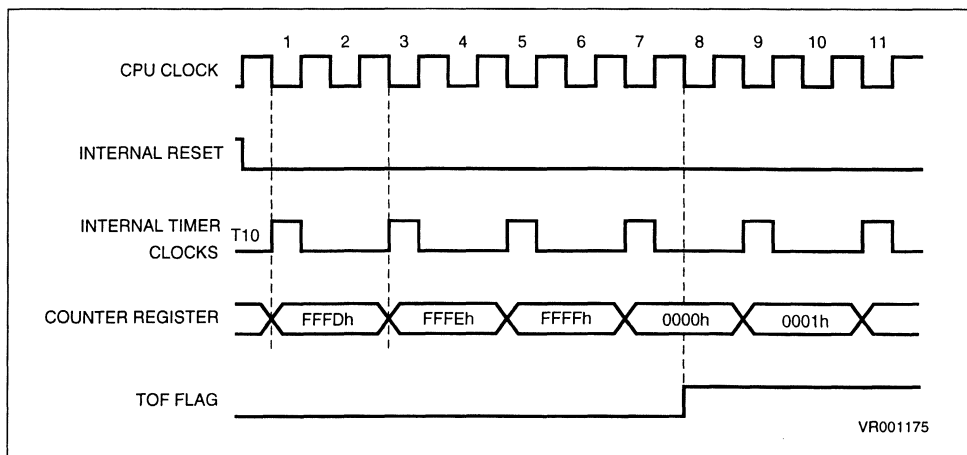 1 2 3 4 5 6 7 8 9 10 11
CPU CLOCK
INTERNAL RESET
INTERNAL TIMER
CLOCKS
T10
COUNTER REGISTER
FFFDh FFFEh FFFFh 0000h 0001h
TOF FLAG
VR001175